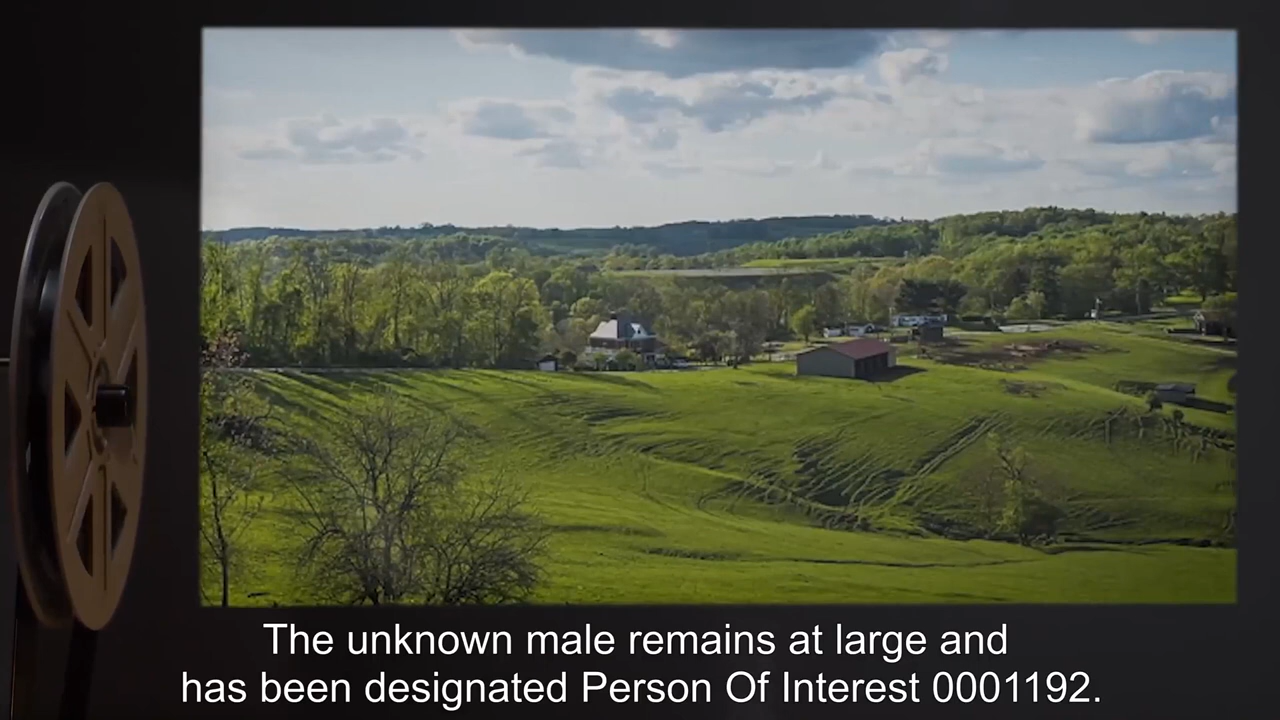 The unknown male remains at large and
has been designated Person Of Interest 0001192.